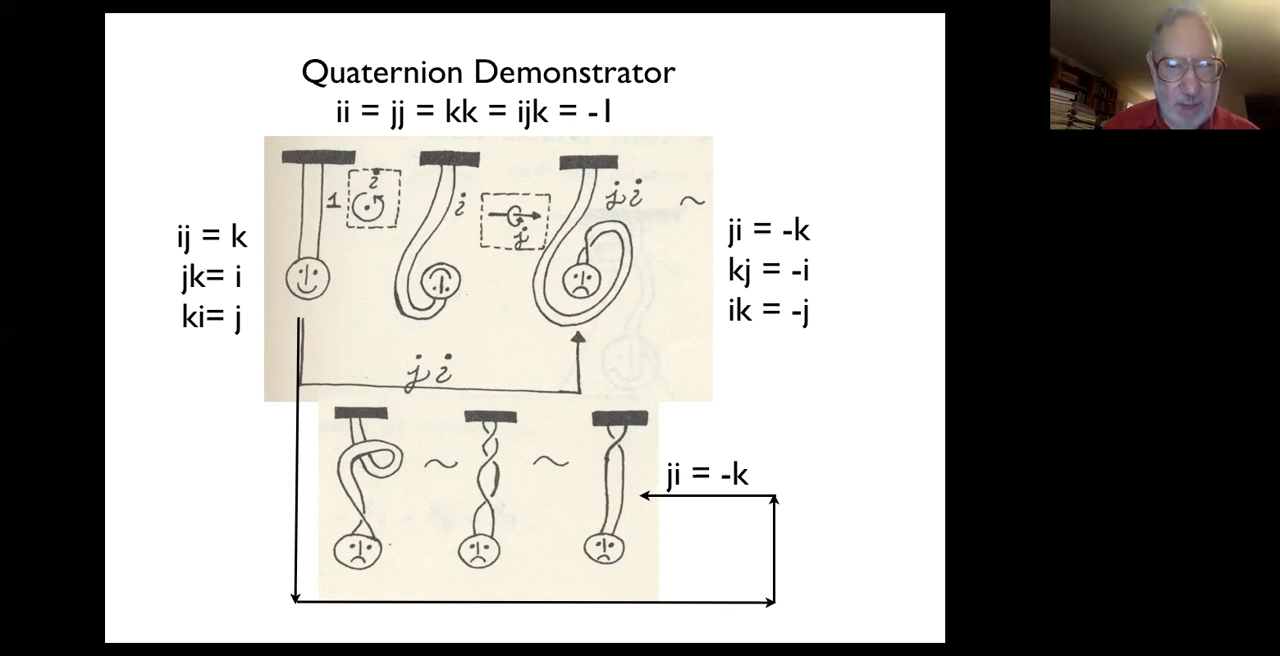 Quaternion Demonstrator
ii = jj = kk = ijk = -1
ij = k
jk= i
ki= j
1
i
i
j
ji
~
ji = -k
kj = -i
ik = -j
ji
~
~
ji = -k